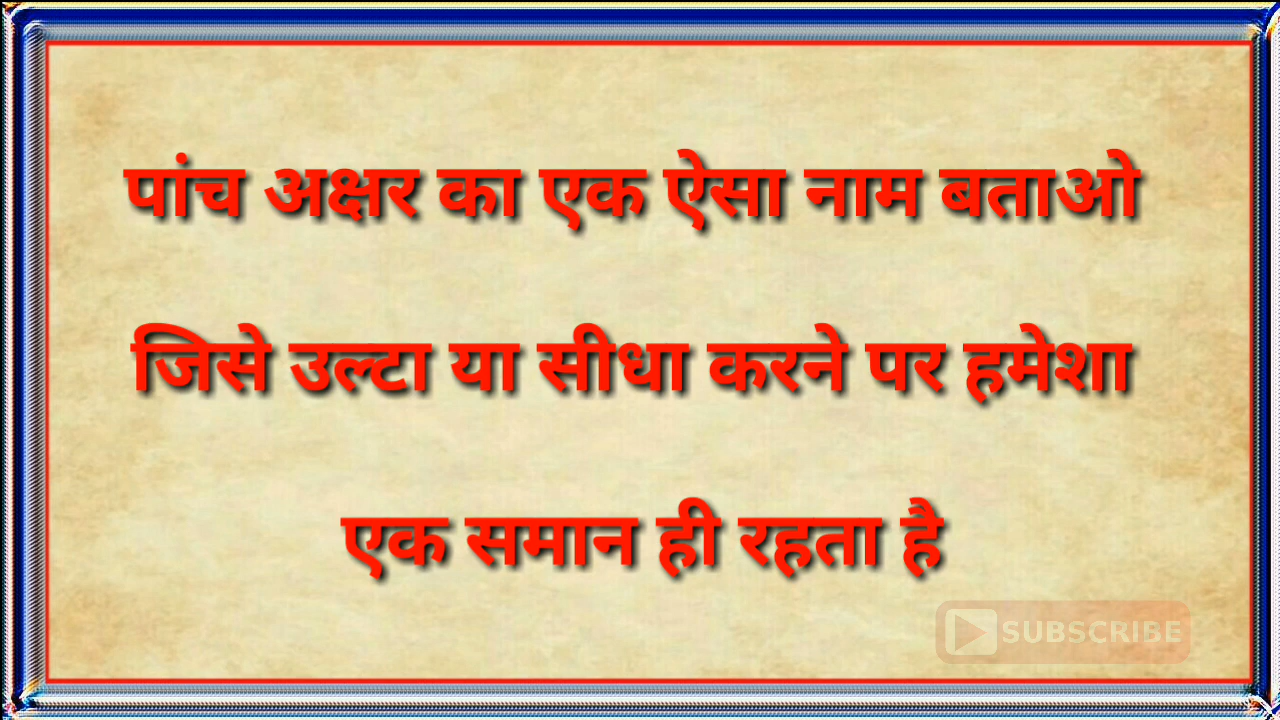 पांच अक्षर का एक ऐसा नाम बताओ
जिसे उल्टा या सीधा करने पर हमेशा
एक समान ही रहता है
SUBSCRIBE